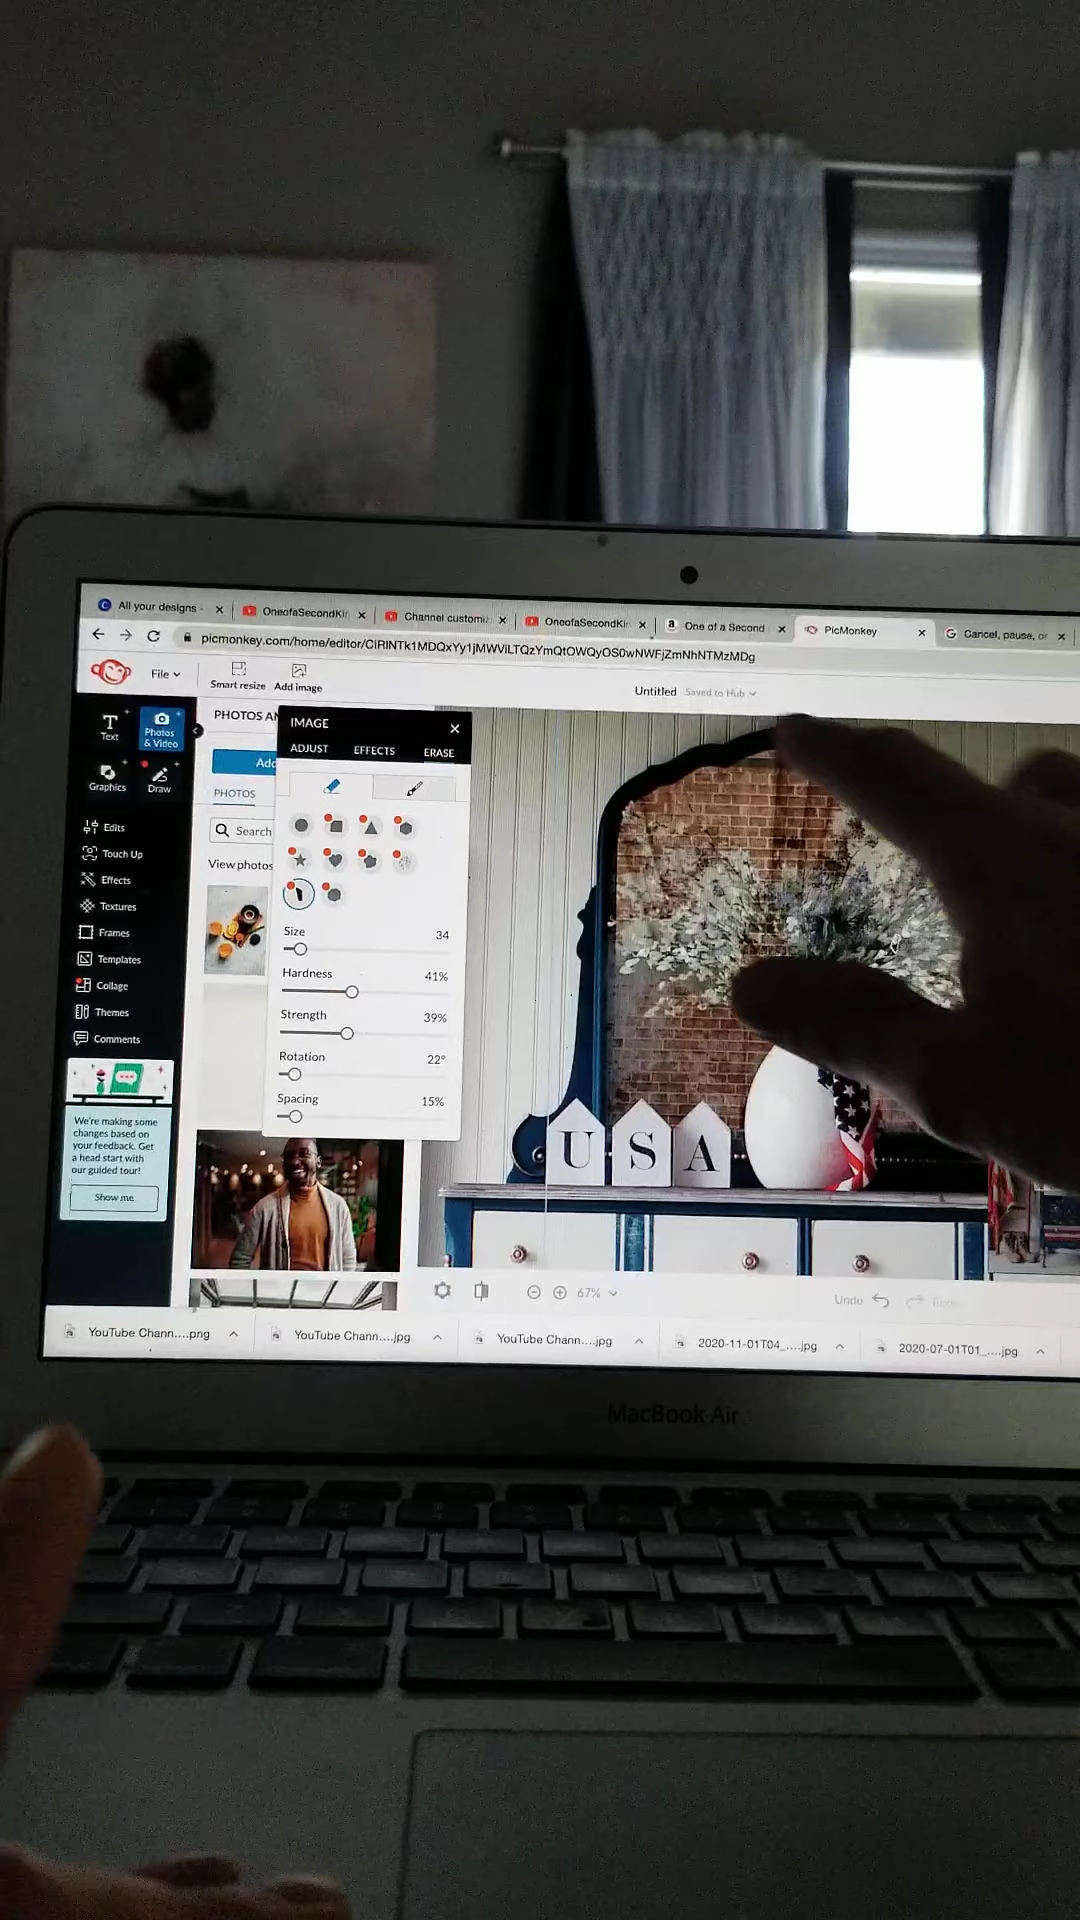 All your designs -
OneofaSecondKin
Channel customiz
OneofaSecondKin
One of a Second
PicMonkey
Cancel, pause, or
picmonkey.com/home/editor/CiRlNTk1MDQxYy1jMWViLTQzYmQtOWQyOS0wNWFjZmNhNTMzMDg
File
Smart resize
Add image
Untitled Saved to Hub
Text
Photos
& Video
Graphics
Draw
Edits
Touch Up
Effects
Textures
Frames
Templates
Collage
Themes
Comments
We're making some
changes based on
your feedback. Get
a head start with
our guided tour!
Show me
PHOTOS AN
Add
PHOTOS
Search
View photos
IMAGE
ADJUST EFFECTS ERASE
Size 34
Hardness 41%
Strength 39%
Rotation 22°
Spacing 15%
U S A
67%
Undo
YouTube Chann....png
YouTube Chann....jpg
YouTube Chann....jpg
2020-11-01T04_....jpg
2020-07-01T01_....jpg
MacBook Air